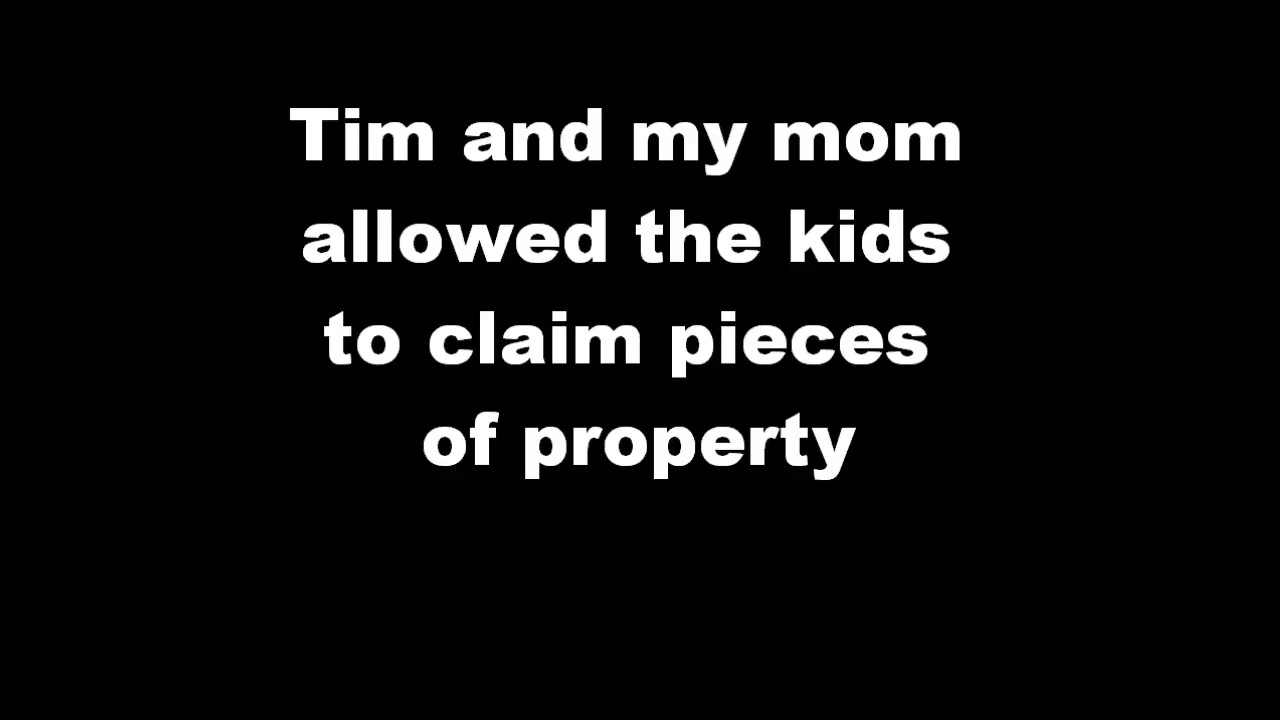 Tim and my mom
allowed the kids
to claim pieces
of property